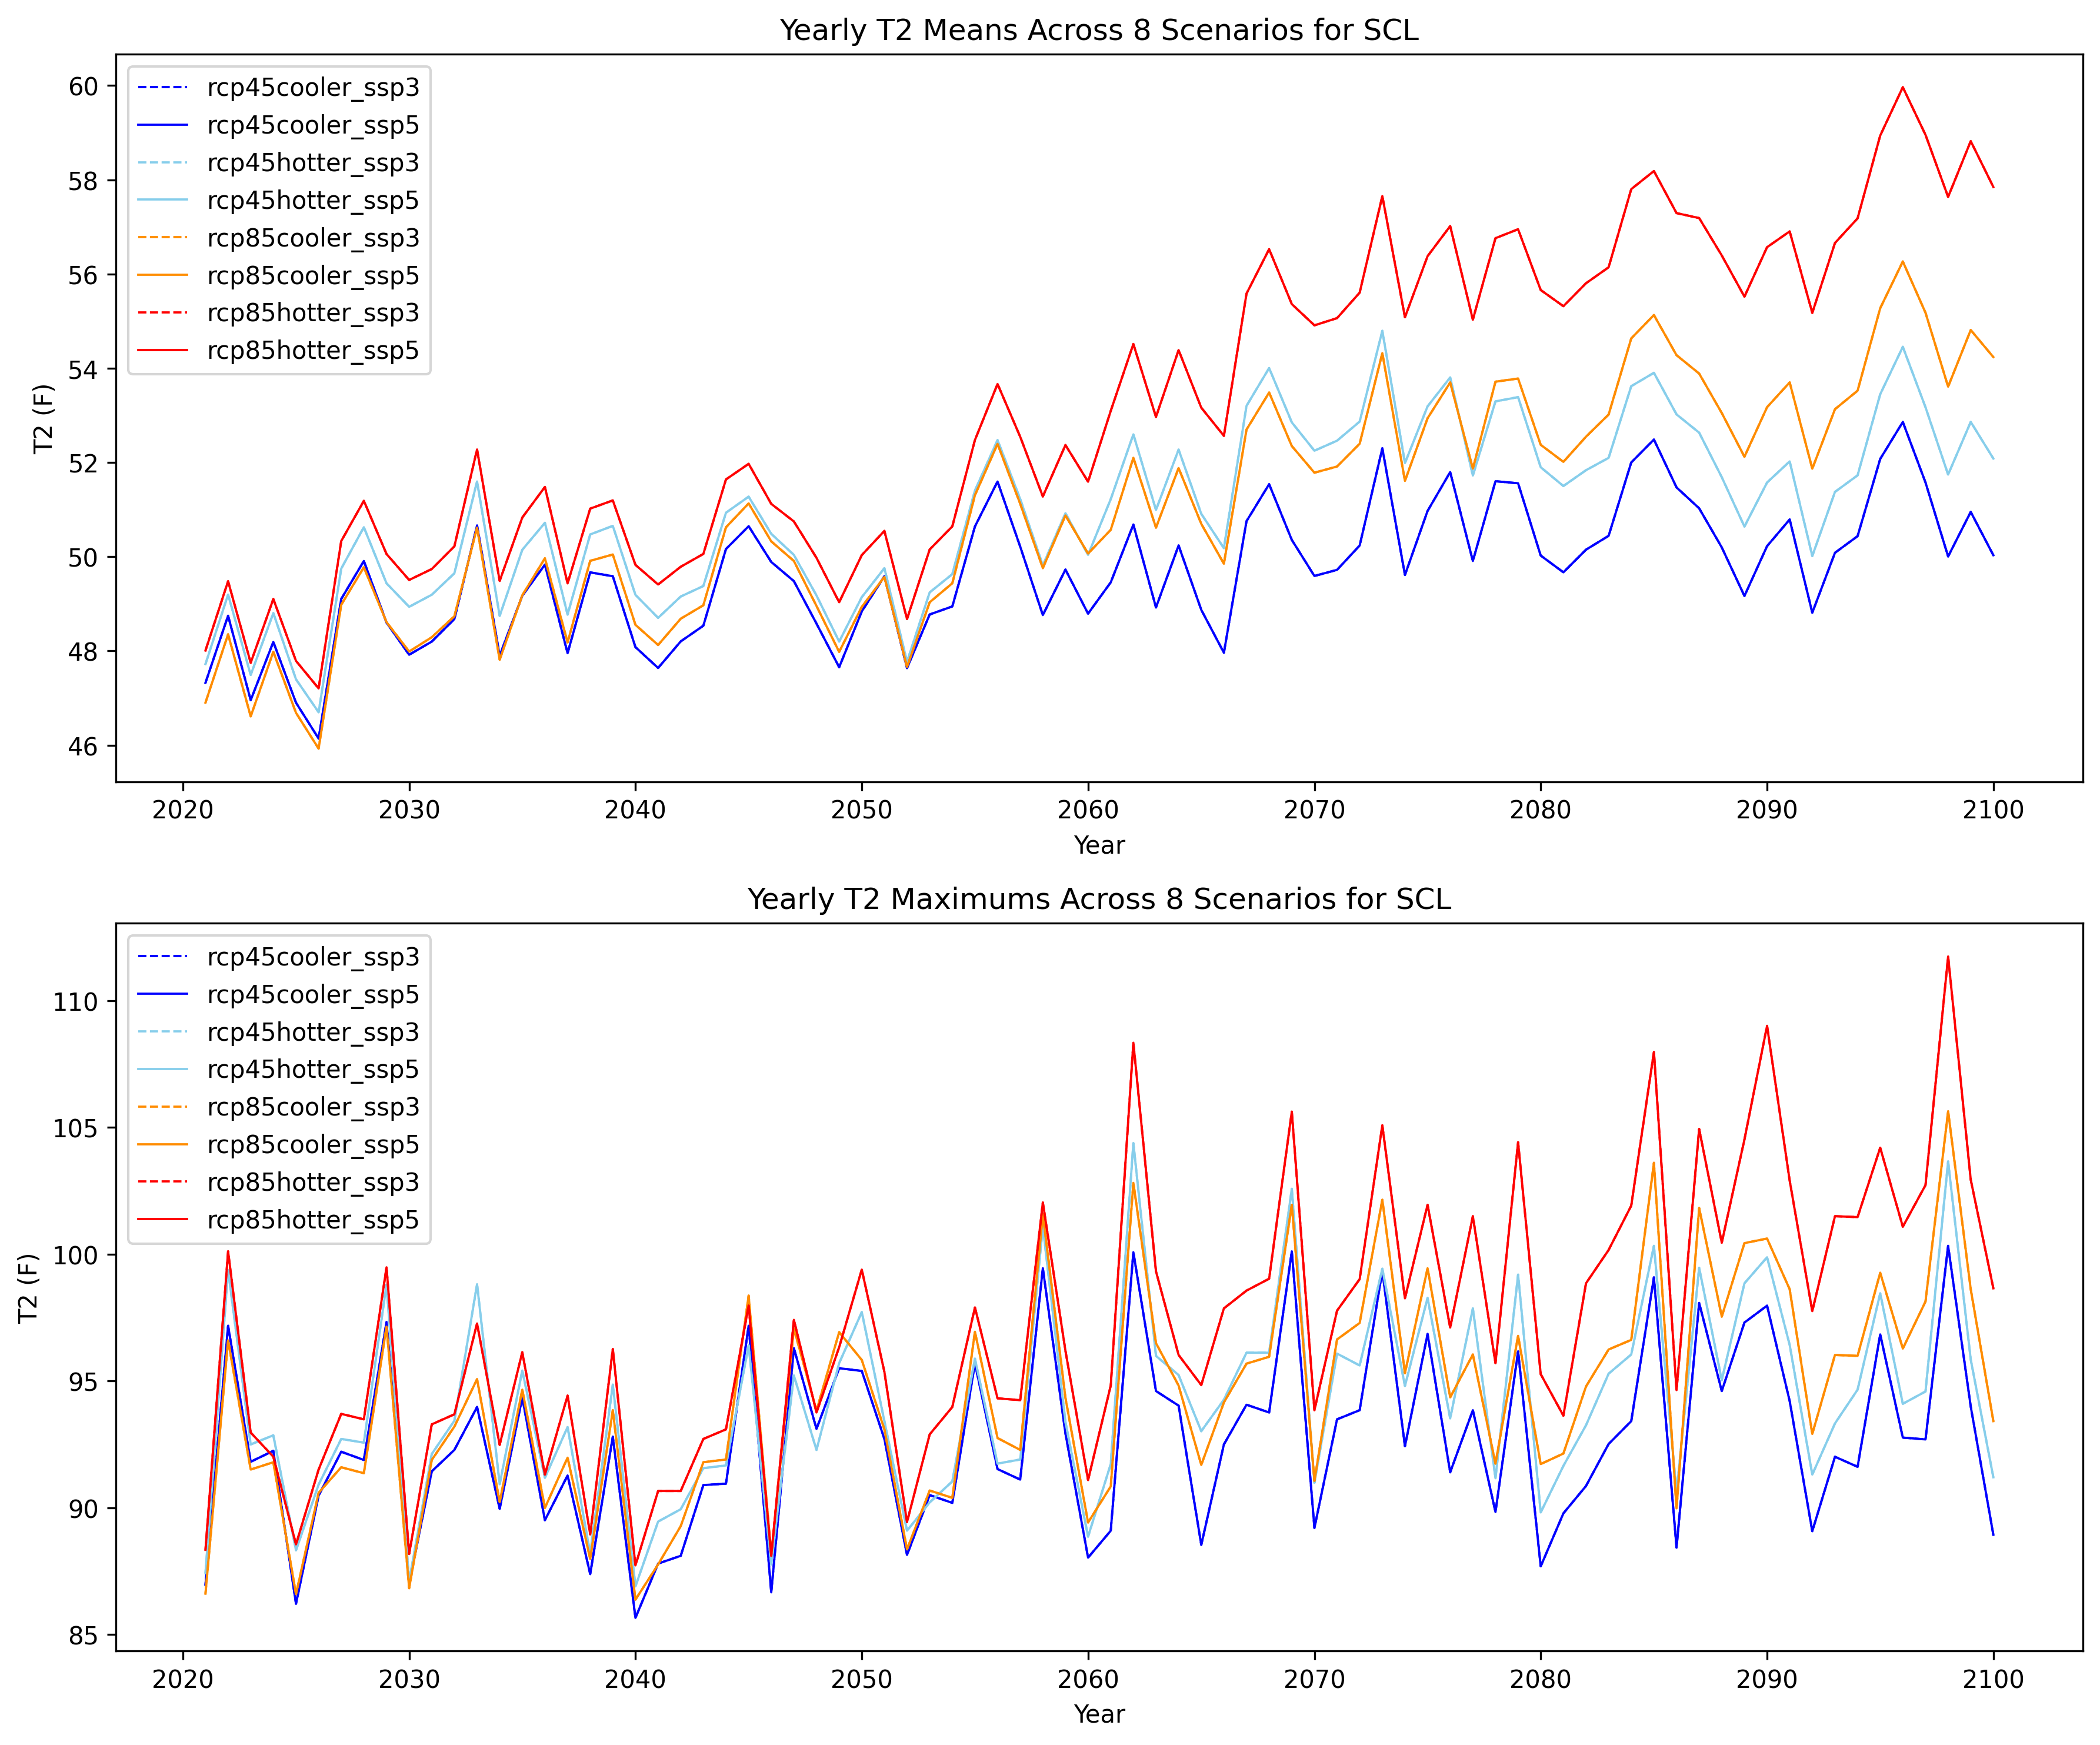 Yearly T2 Means Across 8 Scenarios for SCL
rcp45cooler_ssp3
rcp45cooler_ssp5
rcp45hotter_ssp3
rcp45hotter_ssp5
rcp85cooler_ssp3
rcp85cooler_ssp5
rcp85hotter_ssp3
rcp85hotter_ssp5
T2 (F)
60
58
56
54
52
50
48
46
2020 2030 2040 2050 2060 2070 2080 2090 2100
Year
Yearly T2 Maximums Across 8 Scenarios for SCL
rcp45cooler_ssp3
rcp45cooler_ssp5
rcp45hotter_ssp3
rcp45hotter_ssp5
rcp85cooler_ssp3
rcp85cooler_ssp5
rcp85hotter_ssp3
rcp85hotter_ssp5
T2 (F)
110
105
100
95
90
85
2020 2030 2040 2050 2060 2070 2080 2090 2100
Year